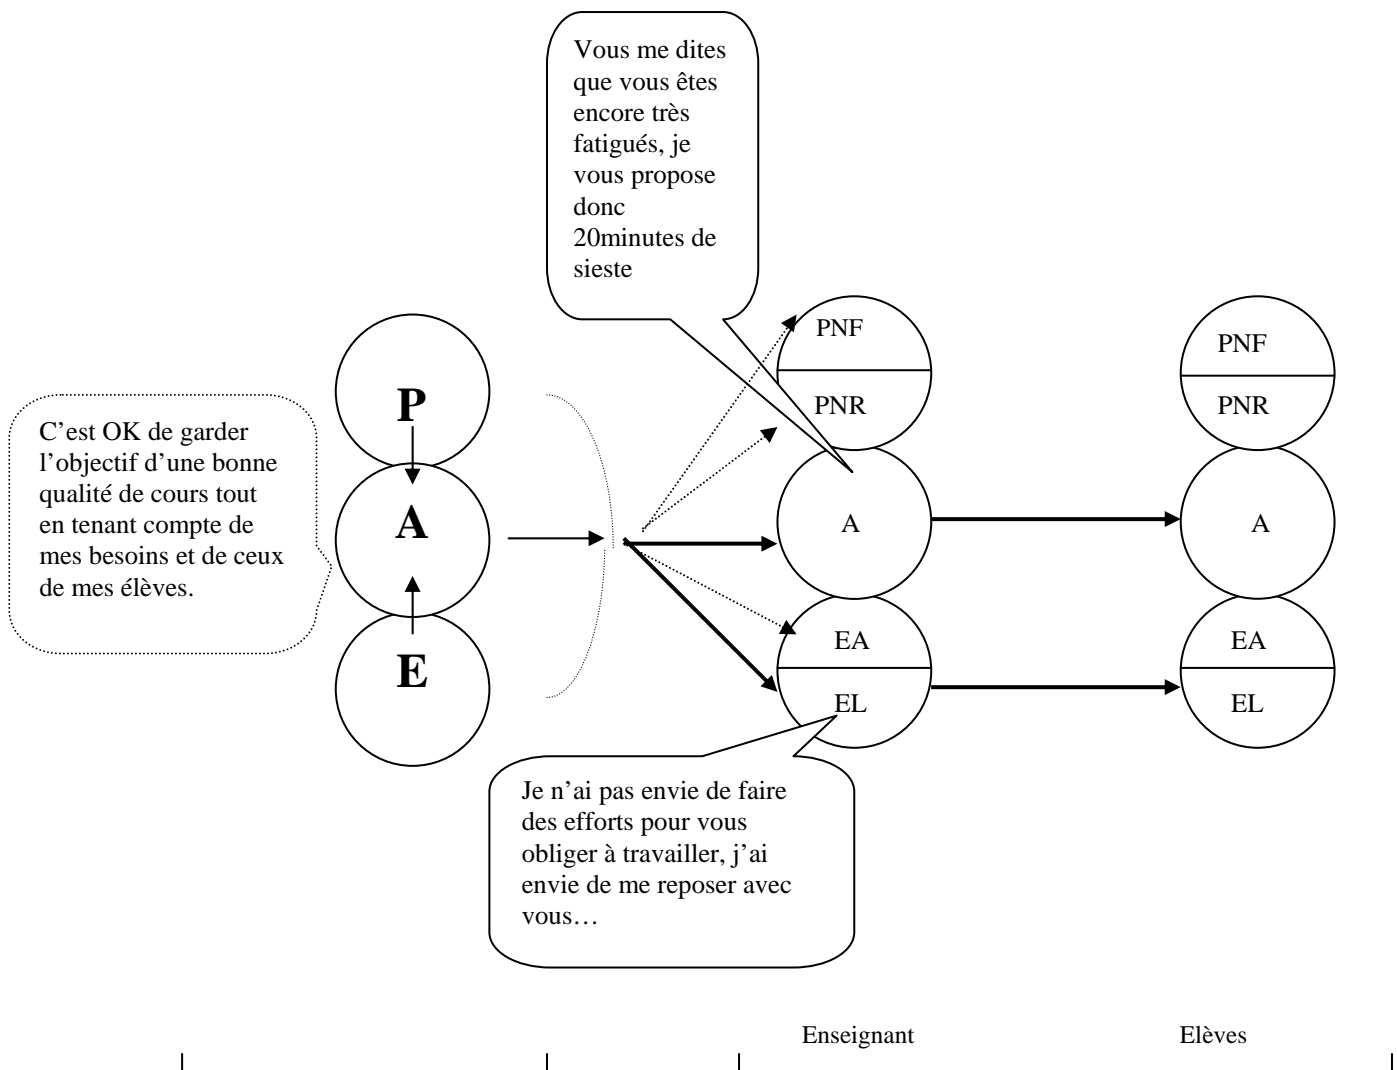 Vous me dites
que vous êtes
encore très
fatigués, je
vous propose
donc
20minutes de
sieste
C’est OK de garder
l’objectif d’une bonne
qualité de cours tout
en tenant compte de
mes besoins et de ceux
de mes élèves.
P
A
E
PNF
PNR
A
EA
EL
PNF
PNR
A
EA
EL
Je n’ai pas envie de faire
des efforts pour vous
obliger à travailler, j’ai
envie de me reposer avec
vous…
Enseignant
Elèves